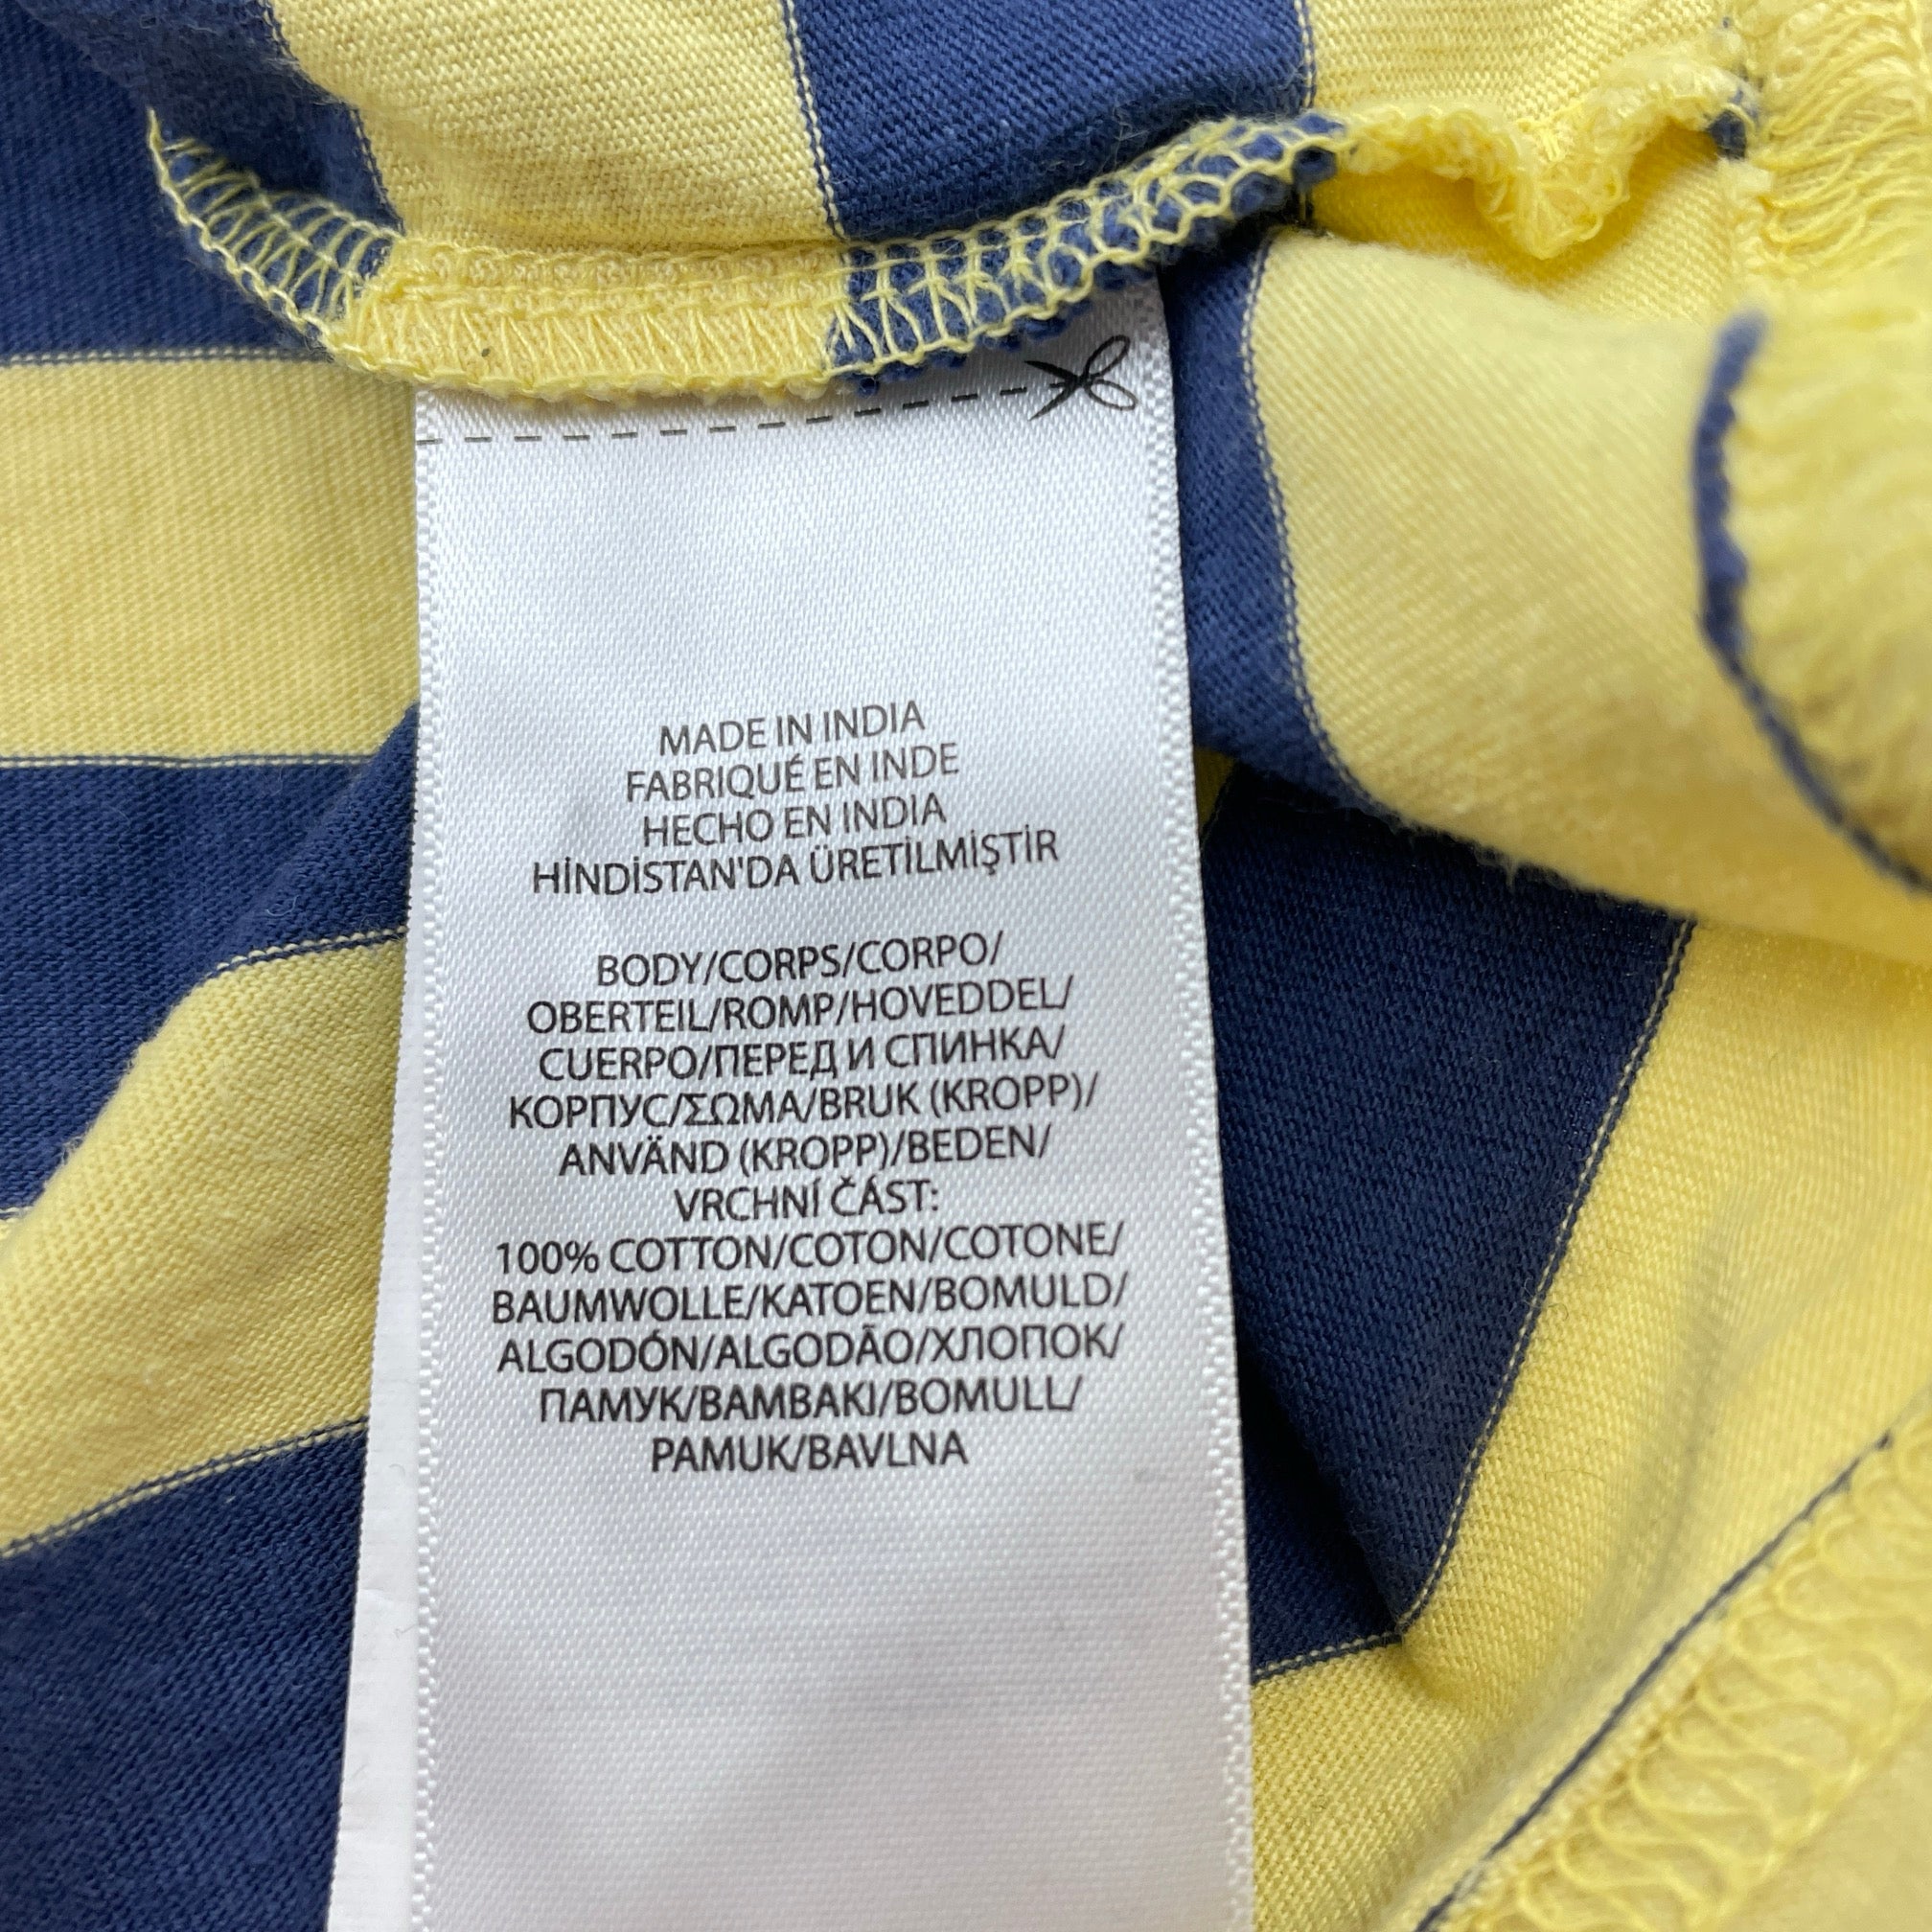 MADE IN INDIA
FABRIQUÉ EN INDE
HECHO EN INDIA
HİNDİSTAN'DA ÜRETİLMİŞTİR
BODY/CORPS/CORPO/
OBERTEIL/ROMP/HOVEDDEL/
CUERPO/ПЕРЕД И СПИНКА/
КОРПУС/ΣΩΜΑ/BRUK (KROPP)/
ANVÄND (KROPP)/BEDEN/
VRCHNÍ ČÁST:
100% COTTON/COTON/COTONE/
BAUMWOLLE/KATOEN/BOMULD/
ALGODÓN/ALGODÃO/ХЛОПОК/
ПАМУК/BAMBAKI/BOMULL/
PAMUK/BAVLNA